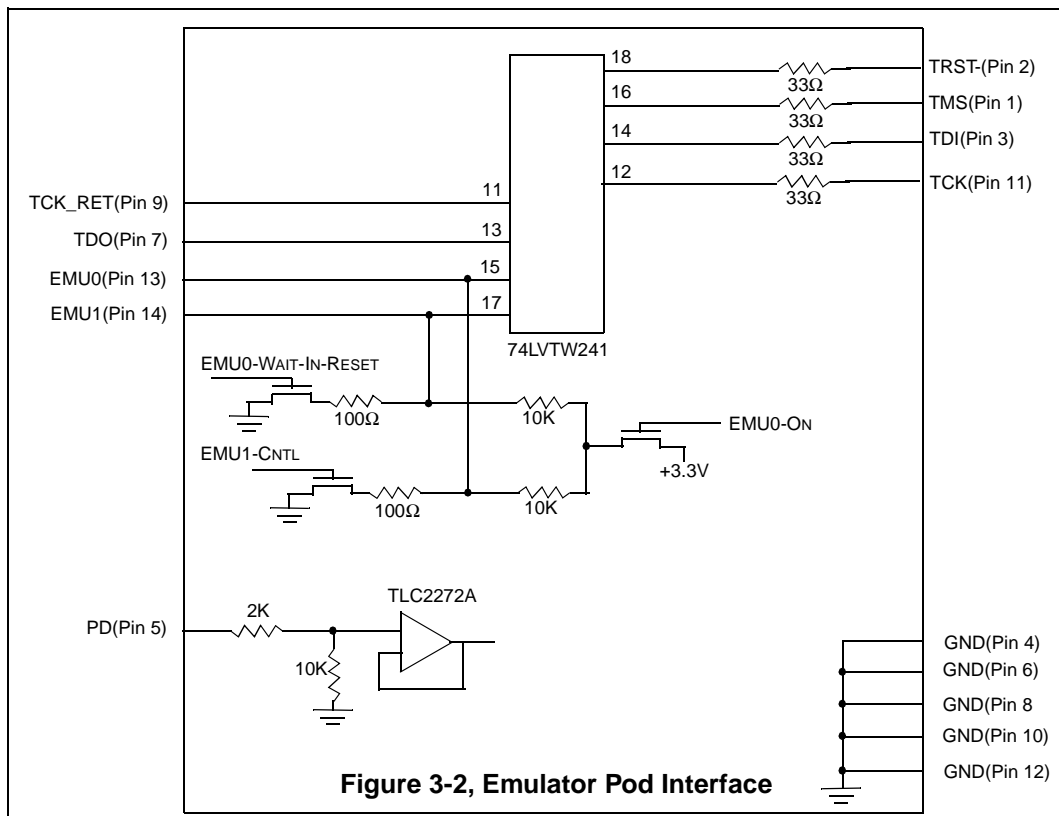 18
TRST-(Pin 2)
33Ω
16
TMS(Pin 1)
33Ω
14
TDI(Pin 3)
33Ω
12
TCK(Pin 11)
33Ω
11
TCK_RET(Pin 9)
13
TDO(Pin 7)
15
EMU0(Pin 13)
17
EMU1(Pin 14)
74LVTW241
EMU0-WAIT-IN-RESET
100Ω
10K
EMU0-ON
+3.3V
EMU1-CNTL
100Ω
10K
TLC2272A
2K
PD(Pin 5)
10K
GND(Pin 4)
GND(Pin 6)
GND(Pin 8
GND(Pin 10)
GND(Pin 12)
Figure 3-2, Emulator Pod Interface